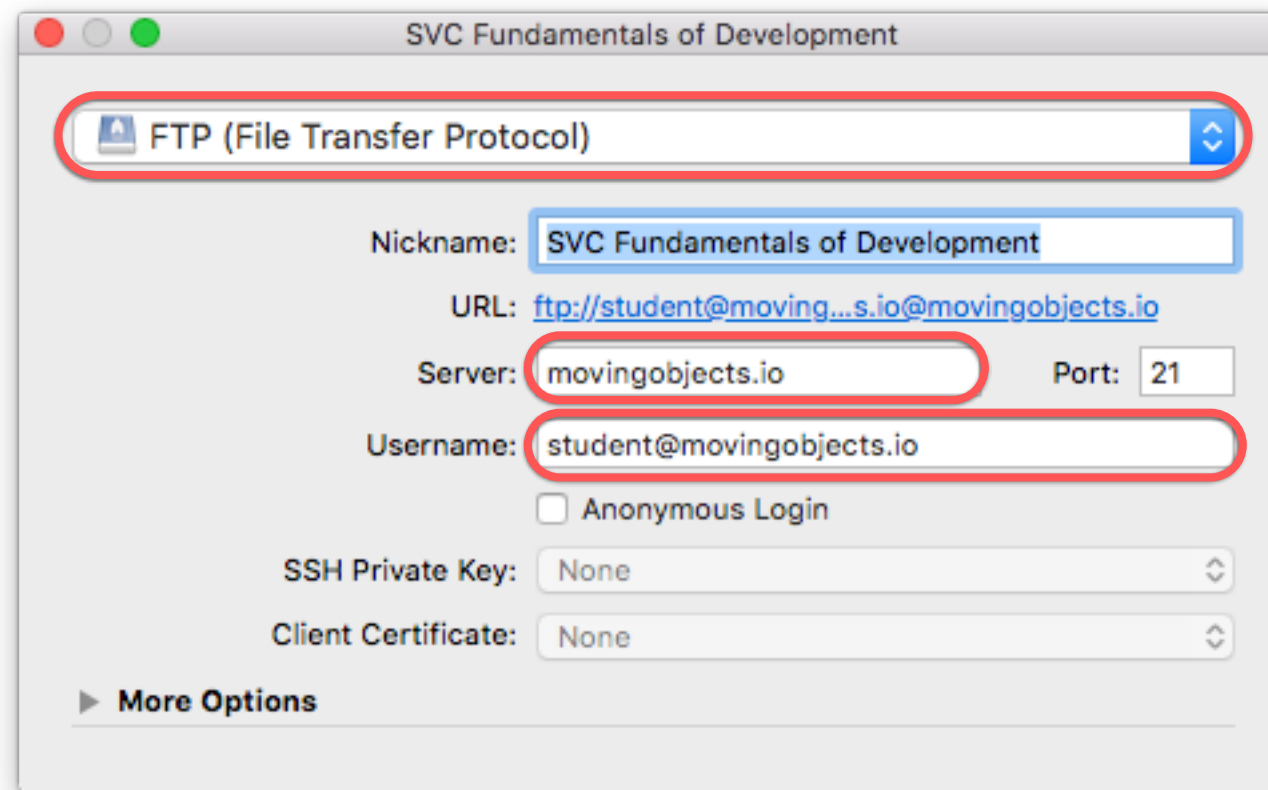 SVC Fundamentals of Development
FTP (File Transfer Protocol)
Nickname: SVC Fundamentals of Development
URL: ftp://student@moving...s.io@movingobjects.io
Server: movingobjects.io Port: 21
Username: student@movingobjects.io
Anonymous Login
SSH Private Key: None
Client Certificate: None
More Options